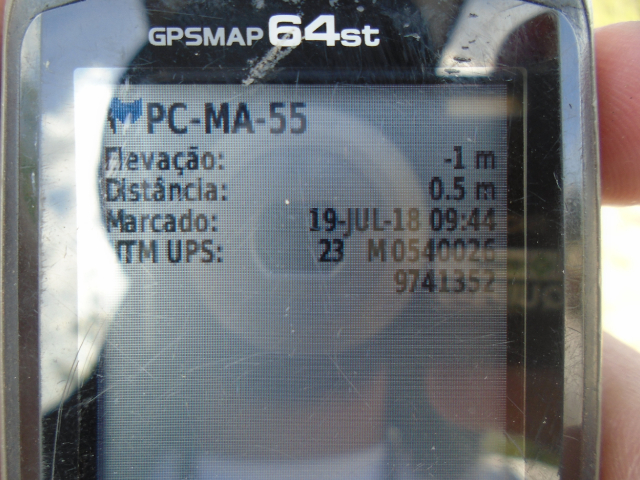 GPSMAP 64st
PC-MA-55
Elevação: -1 m
Distância: 0.5 m
Marcado: 19-JUL-18 09:44
UTM UPS: 23 M 0540026
9741352